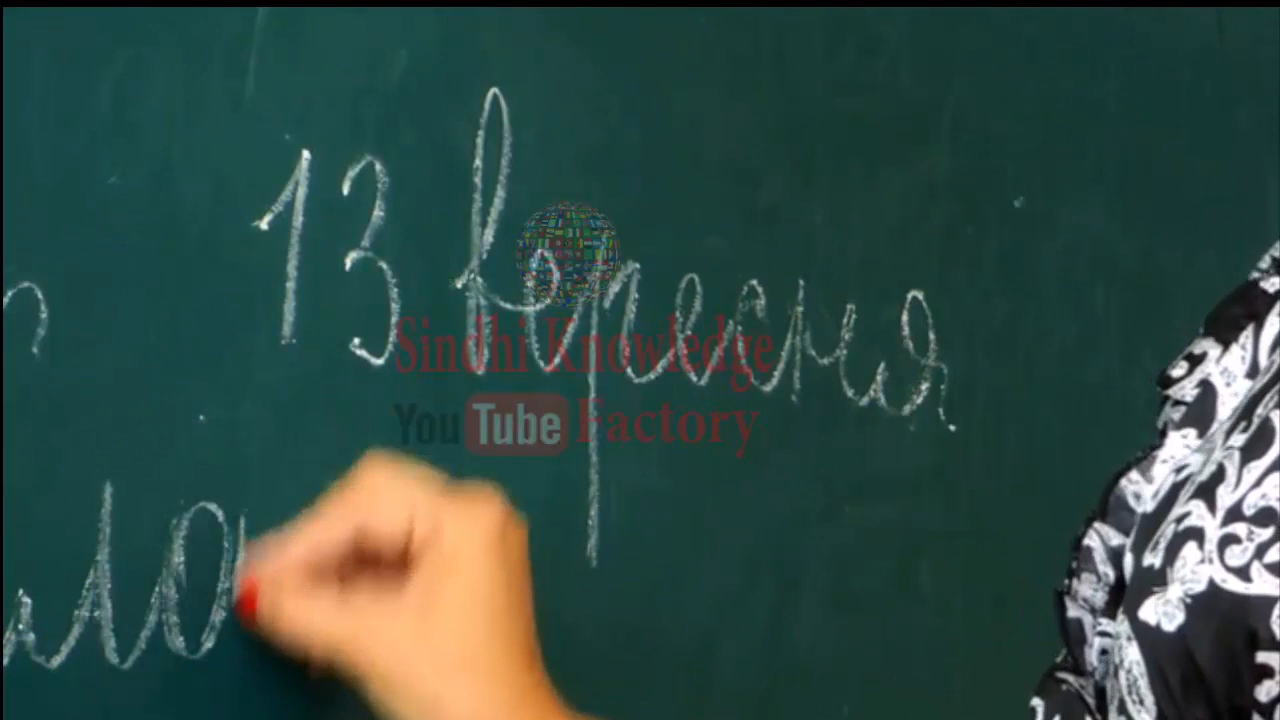 13 вересня
Sindhi Knowledge
YouTube Factory